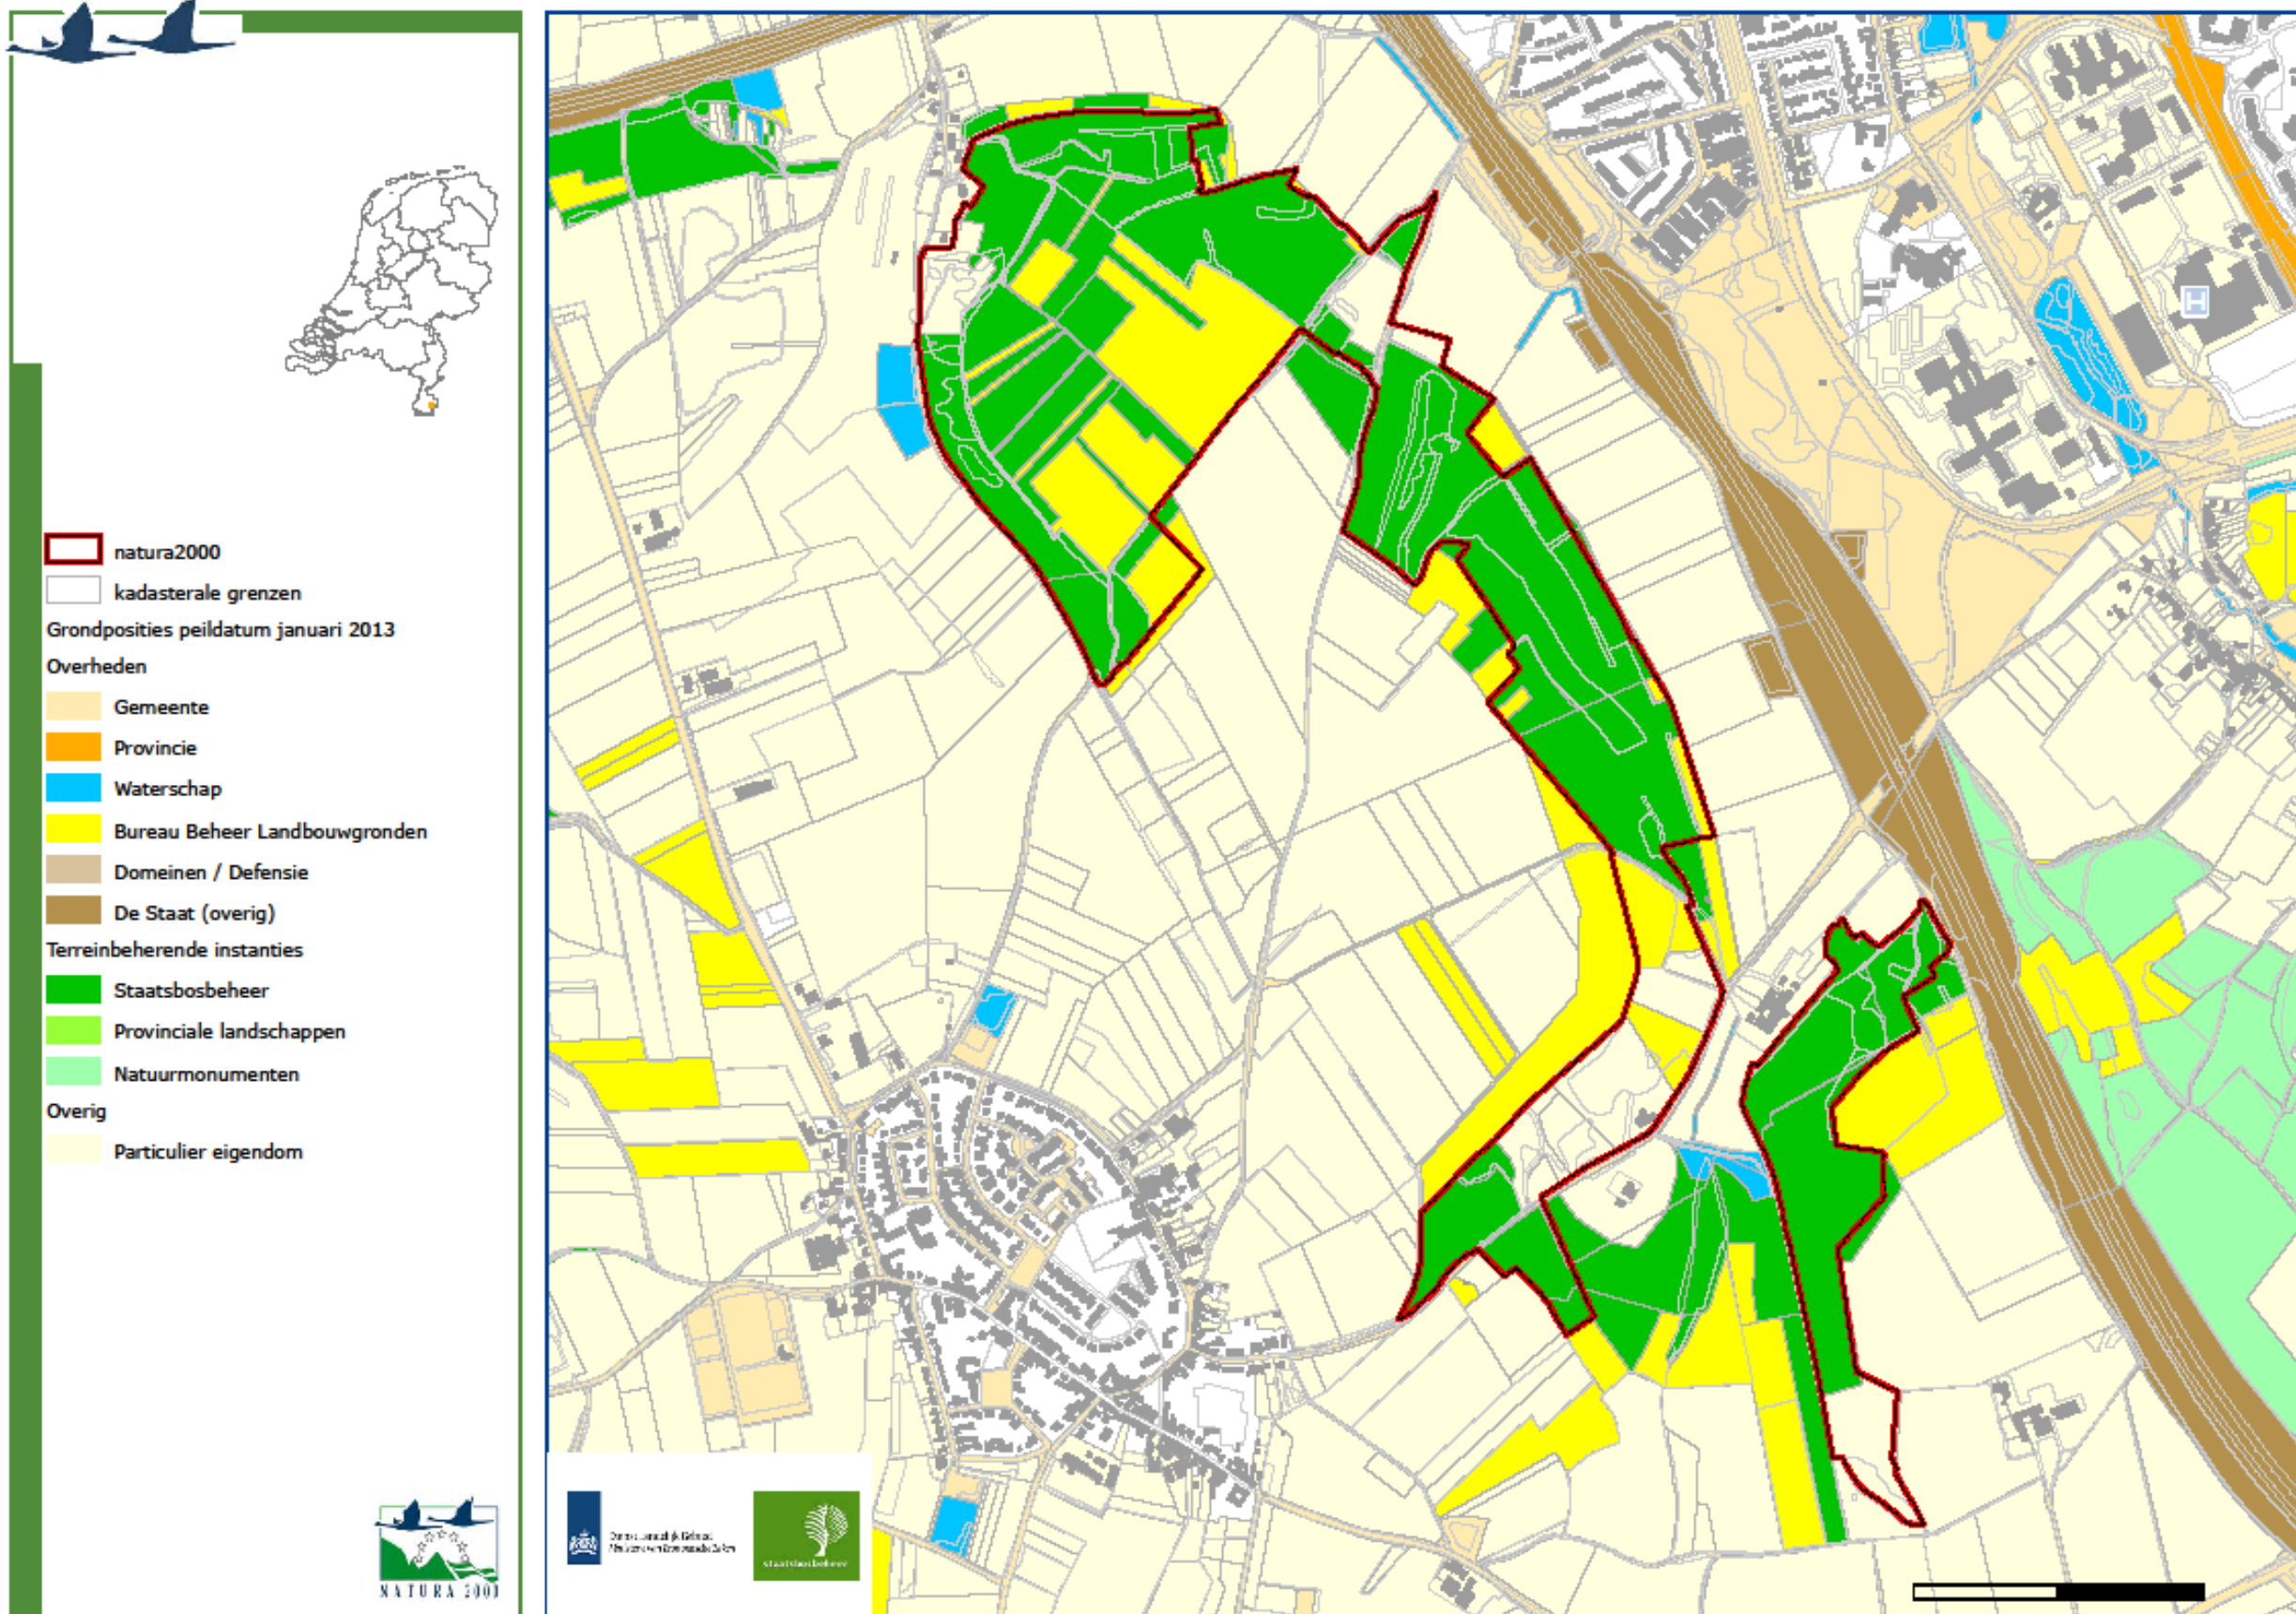 natura2000
kadasterale grenzen
Grondposities peildatum januari 2013
Overheden
Gemeente
Provincie
Waterschap
Bureau Beheer Landbouwgronden
Domeinen / Defensie
De Staat (overig)
Terreinbeherende instanties
Staatsbosbeheer
Provinciale landschappen
Natuurmonumenten
Overig
Particulier eigendom
NATURA 2000
H
staatsbosbeheer